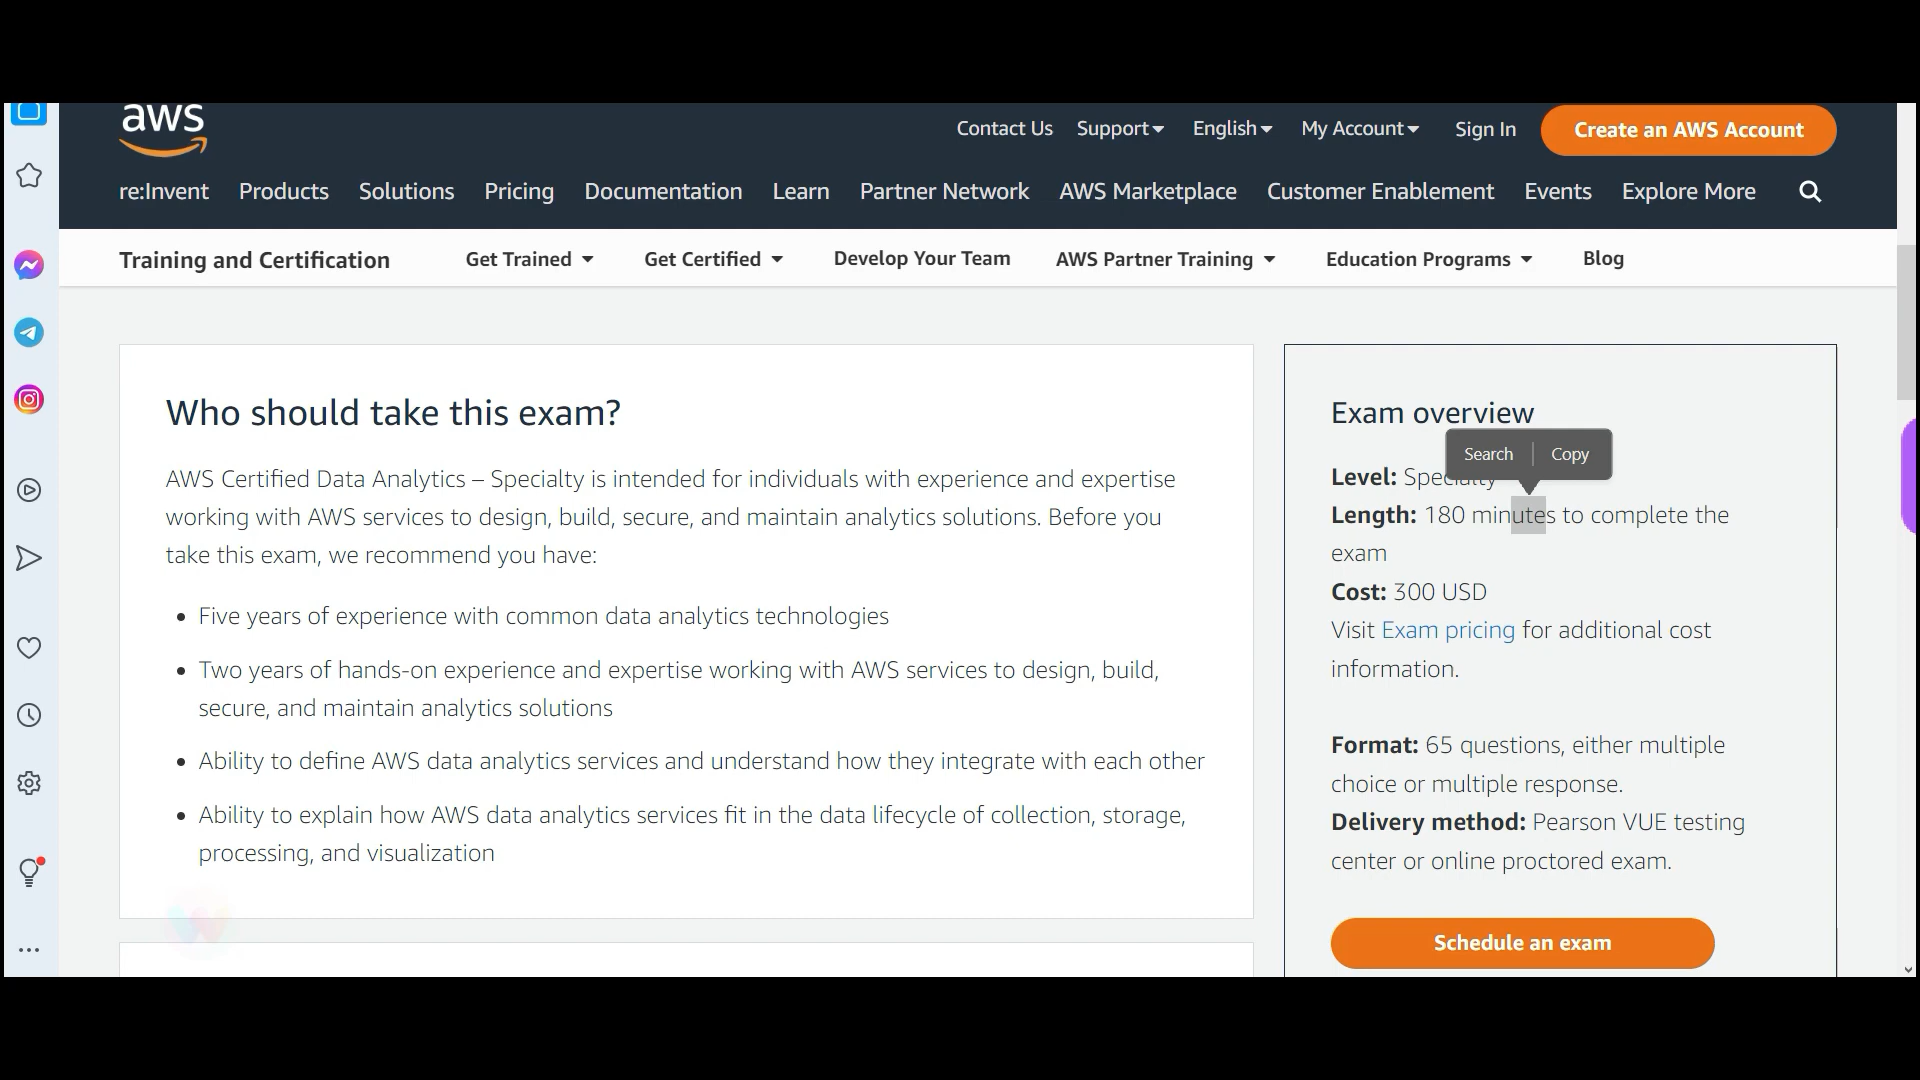 aws
Contact Us Support English My Account Sign In Create an AWS Account
re:Invent Products Solutions Pricing Documentation Learn Partner Network AWS Marketplace Customer Enablement Events Explore More
Training and Certification Get Trained Get Certified Develop Your Team AWS Partner Training Education Programs Blog
Who should take this exam?
AWS Certified Data Analytics – Specialty is intended for individuals with experience and expertise
working with AWS services to design, build, secure, and maintain analytics solutions. Before you
take this exam, we recommend you have:
• Five years of experience with common data analytics technologies
• Two years of hands-on experience and expertise working with AWS services to design, build,
secure, and maintain analytics solutions
• Ability to define AWS data analytics services and understand how they integrate with each other
• Ability to explain how AWS data analytics services fit in the data lifecycle of collection, storage,
processing, and visualization
Exam overview
Search Copy
Level: Specialty
Length: 180 minutes to complete the
exam
Cost: 300 USD
Visit Exam pricing for additional cost
information.
Format: 65 questions, either multiple
choice or multiple response.
Delivery method: Pearson VUE testing
center or online proctored exam.
Schedule an exam